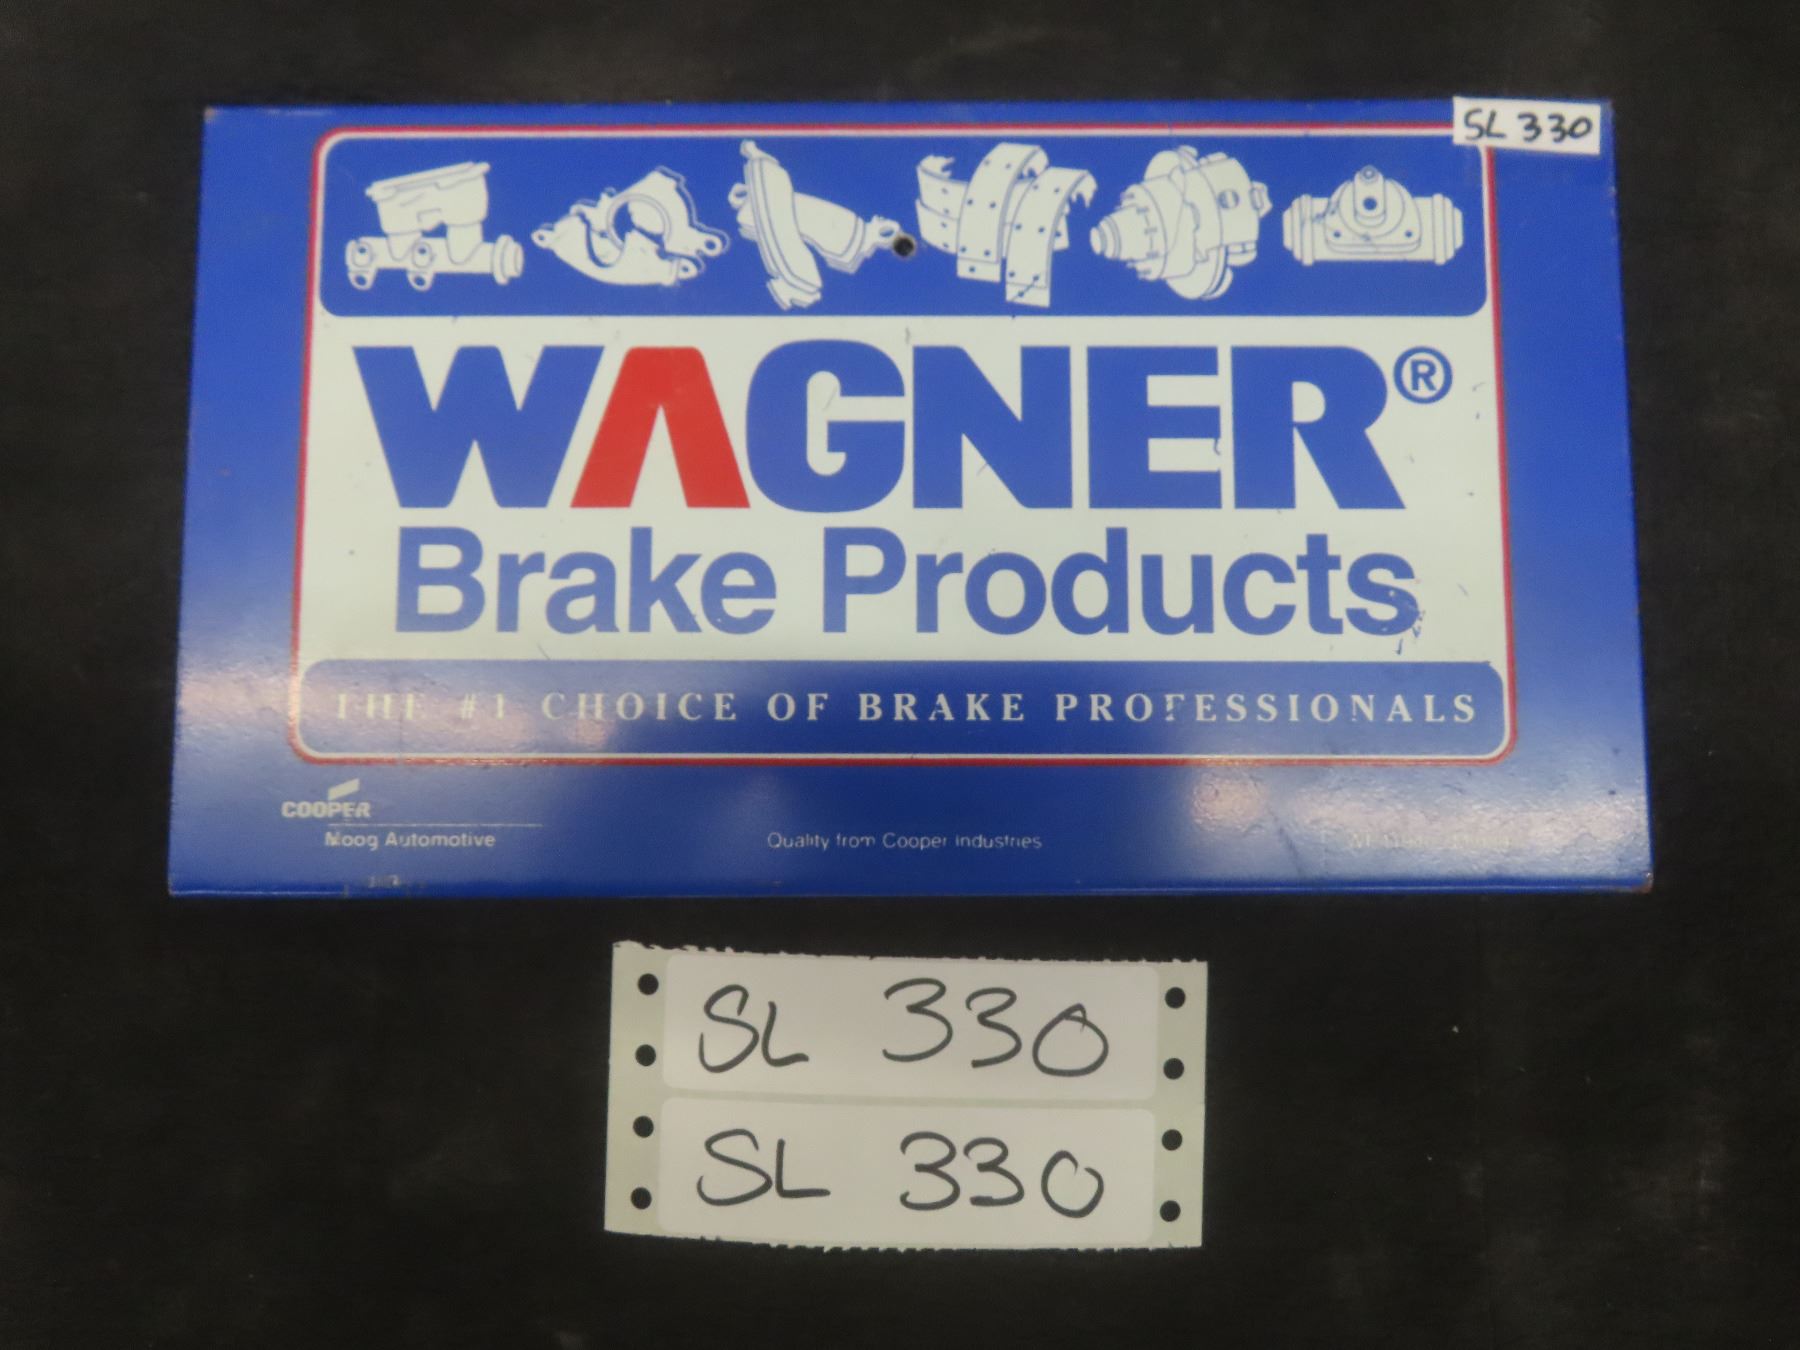 SL 330
WAGNER®
Brake Products
THE #1 CHOICE OF BRAKE PROFESSIONALS
COOPER
Moog Automotive
Quality from Cooper Industries
SL 330
SL 330